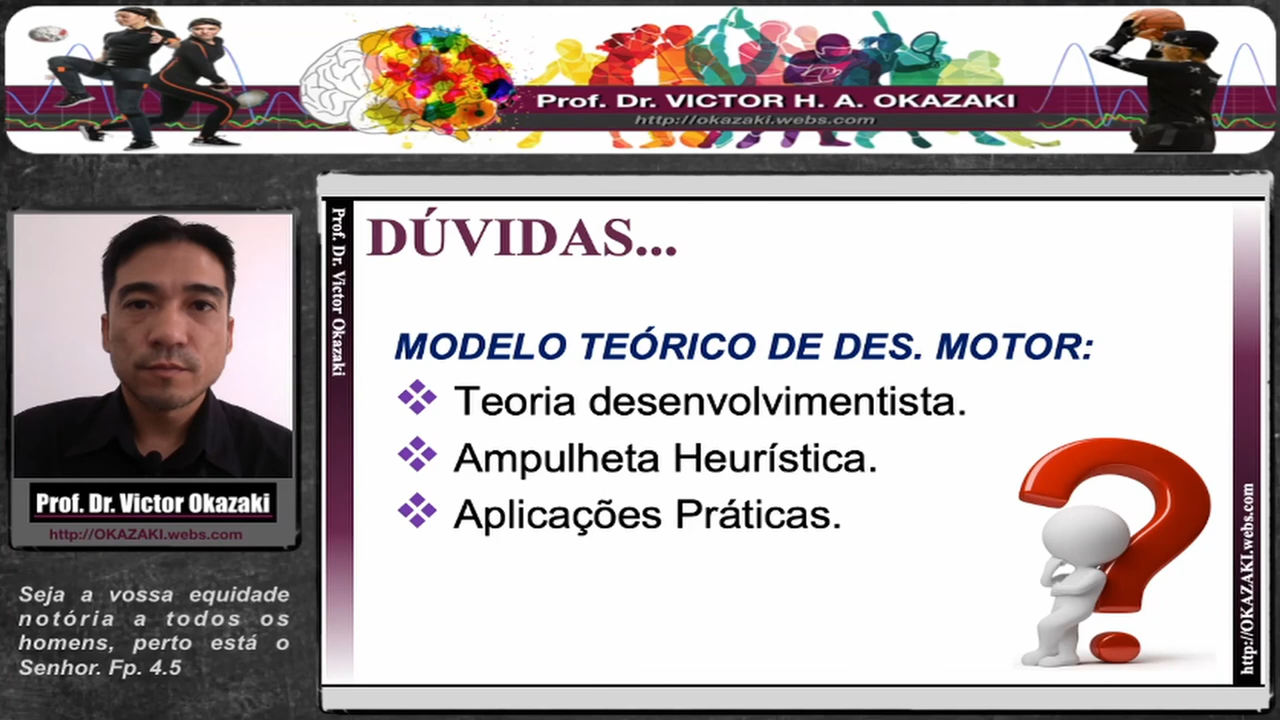 Prof. Dr. VICTOR H. A. OKAZAKI
http://okazaki.webs.com
Prof. Dr. Victor Okazaki
http://OKAZAKI.webs.com
Seja a vossa equidade
notória a todos os
homens, perto está o
Senhor. Fp. 4.5
Prof. Dr. Victor Okazaki
DÚVIDAS...
MODELO TEÓRICO DE DES. MOTOR:
Teoria desenvolvimentista.
Ampulheta Heurística.
Aplicações Práticas.
http://OKAZAKI.webs.com